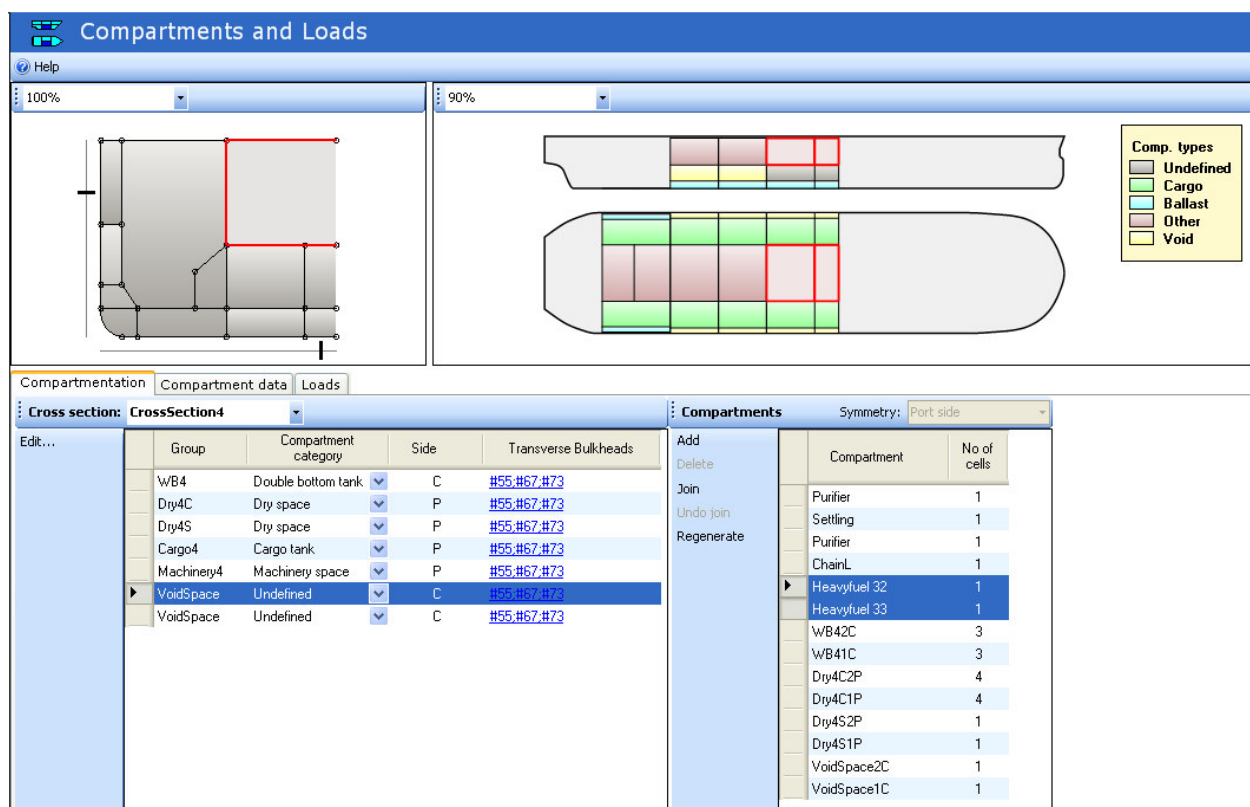 Compartments and Loads
Help
100%
90%
Comp. types
Undefined
Cargo
Ballast
Other
Void
Compartmentation Compartment data Loads
Cross section: CrossSection4
Edit...
Group Compartment category Side Transverse Bulkheads
WB4 Double bottom tank C #55;#67;#73
Dry4C Dry space P #55;#67;#73
Dry4S Dry space P #55;#67;#73
Cargo4 Cargo tank P #55;#67;#73
Machinery4 Machinery space P #55;#67;#73
VoidSpace Undefined C #55;#67;#73
VoidSpace Undefined C #55;#67;#73
Compartments Symmetry: Port side
Add
Delete
Join
Undo join
Regenerate
Compartment No of cells
Purifier 1
Settling 1
Purifier 1
ChainL 1
Heavyfuel 32 1
Heavyfuel 33 1
WB42C 3
WB41C 3
Dry4C2P 4
Dry4C1P 4
Dry4S2P 1
Dry4S1P 1
VoidSpace2C 1
VoidSpace1C 1